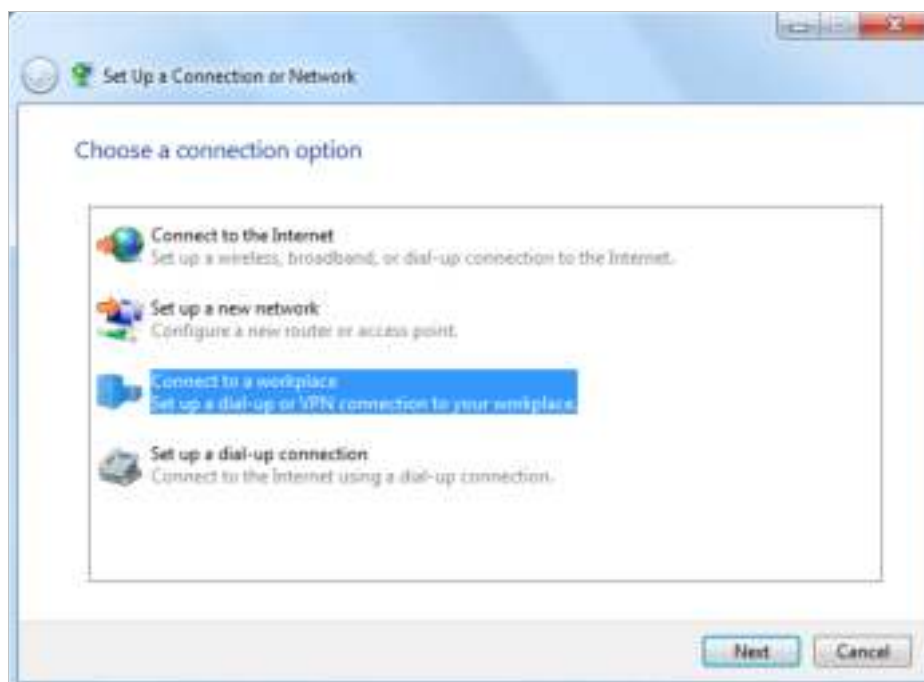 Set Up a Connection or Network
Choose a connection option
Connect to the Internet
Set up a wireless, broadband, or dial-up connection to the Internet.
Set up a new network
Configure a new router or access point.
Connect to a workplace
Set up a dial-up or VPN connection to your workplace.
Set up a dial-up connection
Connect to the Internet using a dial-up connection.
Next
Cancel